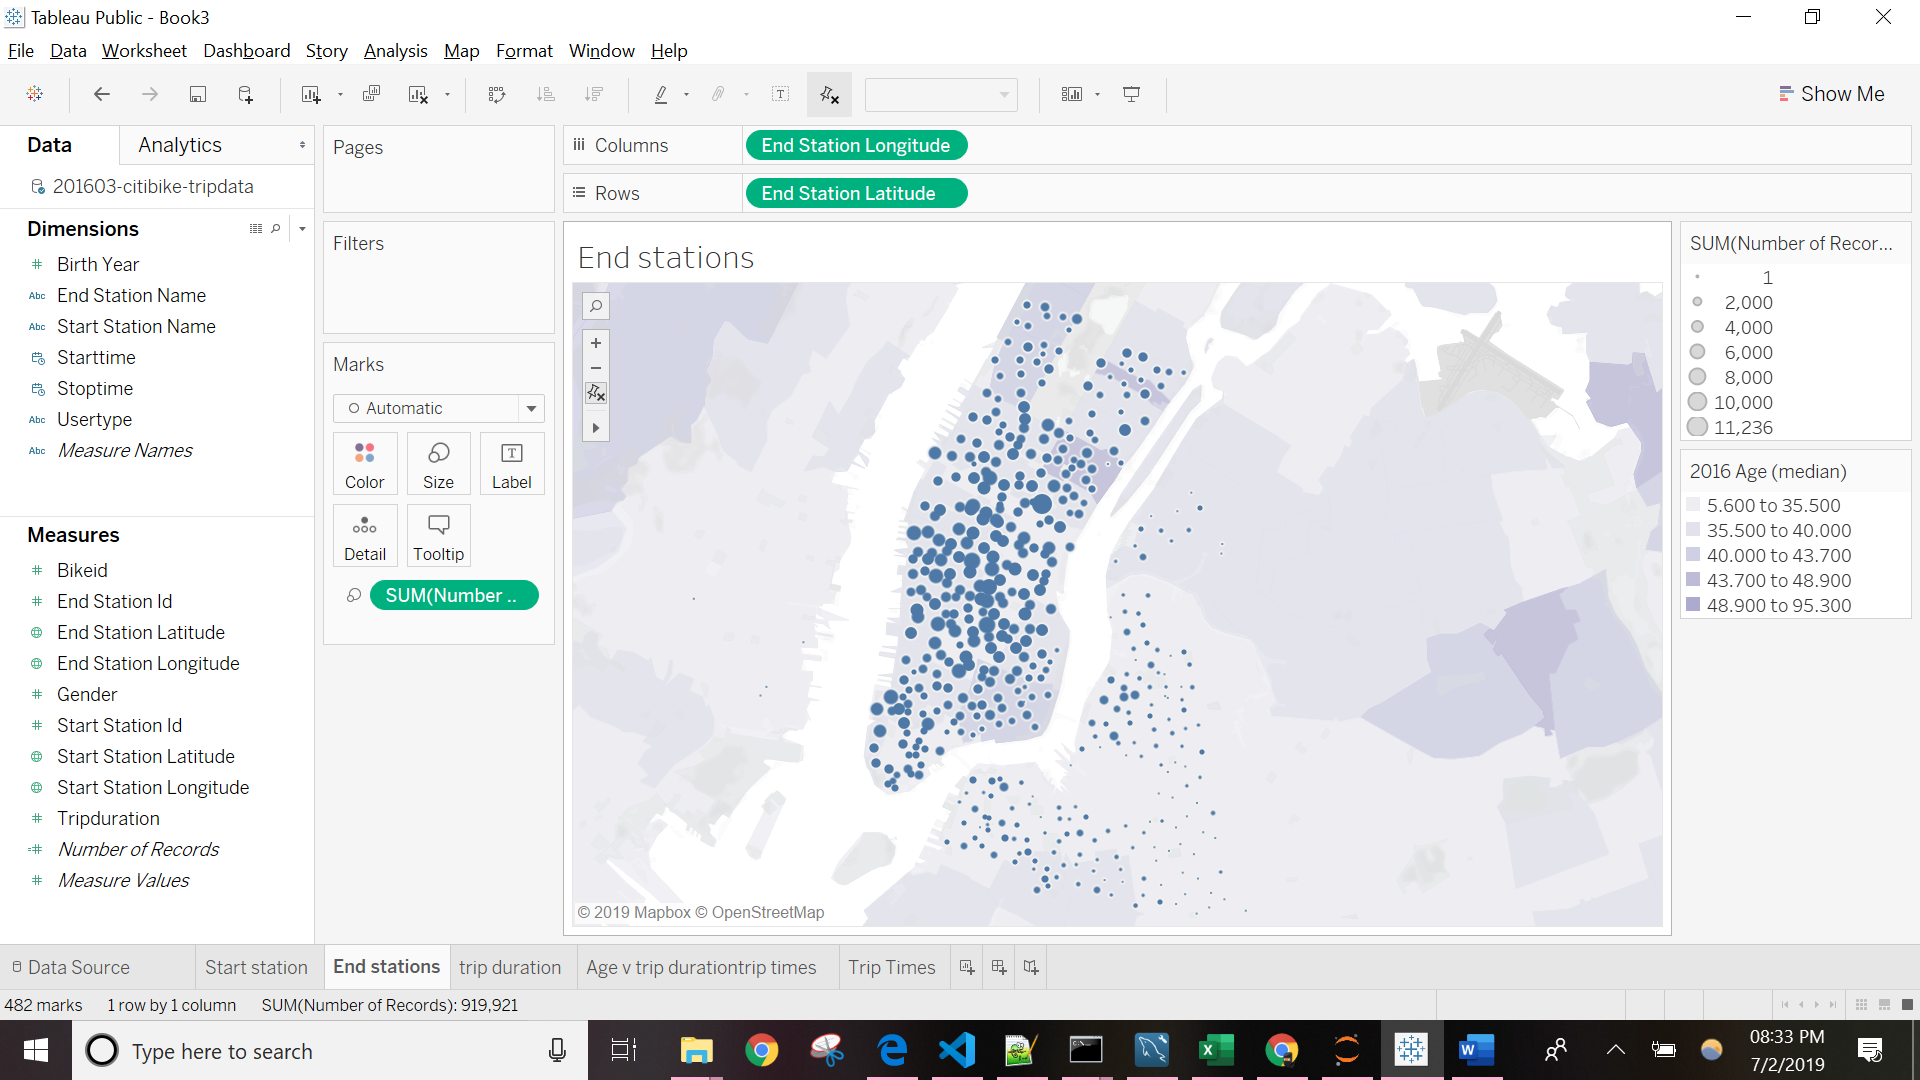 Tableau Public - Book3
File Data Worksheet Dashboard Story Analysis Map Format Window Help
Show Me
Data Analytics
201603-citibike-tripdata
Dimensions
Birth Year
Abc End Station Name
Abc Start Station Name
Starttime
Stoptime
Abc Usertype
Abc Measure Names
Measures
Bikeid
End Station Id
End Station Latitude
End Station Longitude
Gender
Start Station Id
Start Station Latitude
Start Station Longitude
Tripduration
Number of Records
Measure Values
Pages
Filters
Marks
Automatic
Color Size Label
Detail Tooltip
SUM(Number ..
Columns End Station Longitude
Rows End Station Latitude
End stations
© 2019 Mapbox © OpenStreetMap
SUM(Number of Recor...
1
2,000
4,000
6,000
8,000
10,000
11,236
2016 Age (median)
5.600 to 35.500
35.500 to 40.000
40.000 to 43.700
43.700 to 48.900
48.900 to 95.300
Data Source Start station End stations trip duration Age v trip durationtrip times Trip Times
482 marks 1 row by 1 column SUM(Number of Records): 919,921
Type here to search
08:33 PM
7/2/2019